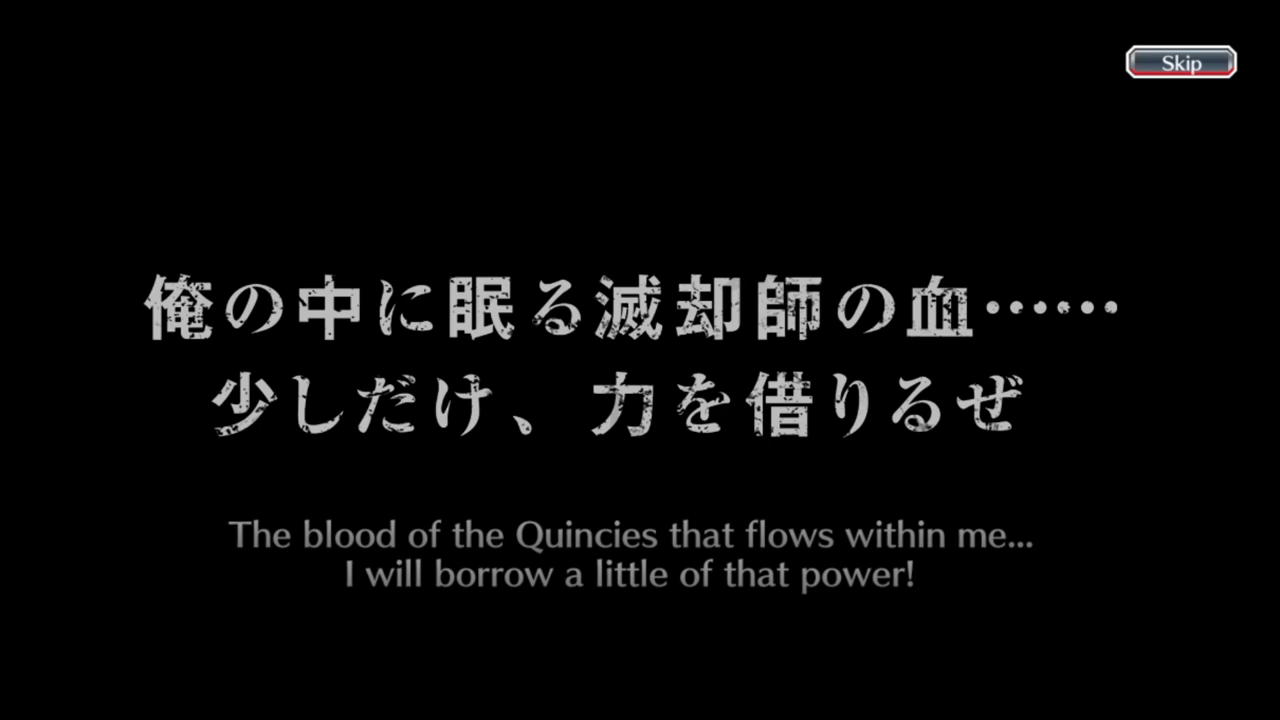 Skip
俺の中に眠る滅却師の血……
少しだけ、力を借りるぜ
The blood of the Quincies that flows within me...
I will borrow a little of that power!